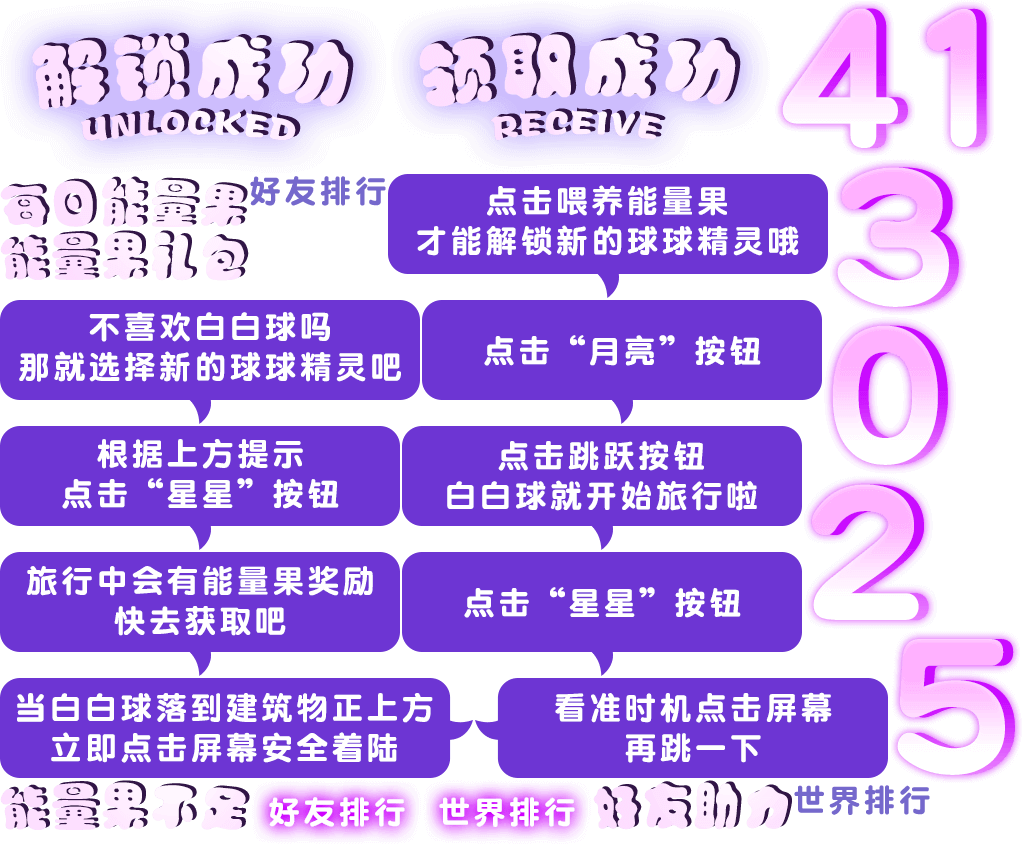 解锁成功
UNLOCKED
领取成功
RECEIVE
4
1
每日能量果
能量果礼包
好友排行
点击喂养能量果
才能解锁新的球球精灵哦
3
不喜欢白白球吗
那就选择新的球球精灵吧
点击“月亮”按钮
0
根据上方提示
点击“星星”按钮
点击跳跃按钮
白白球就开始旅行啦
2
旅行中会有能量果奖励
快去获取吧
点击“星星”按钮
5
当白白球落到建筑物正上方
立即点击屏幕安全着陆
看准时机点击屏幕
再跳一下
能量果不足
好友排行
世界排行
好友助力
世界排行